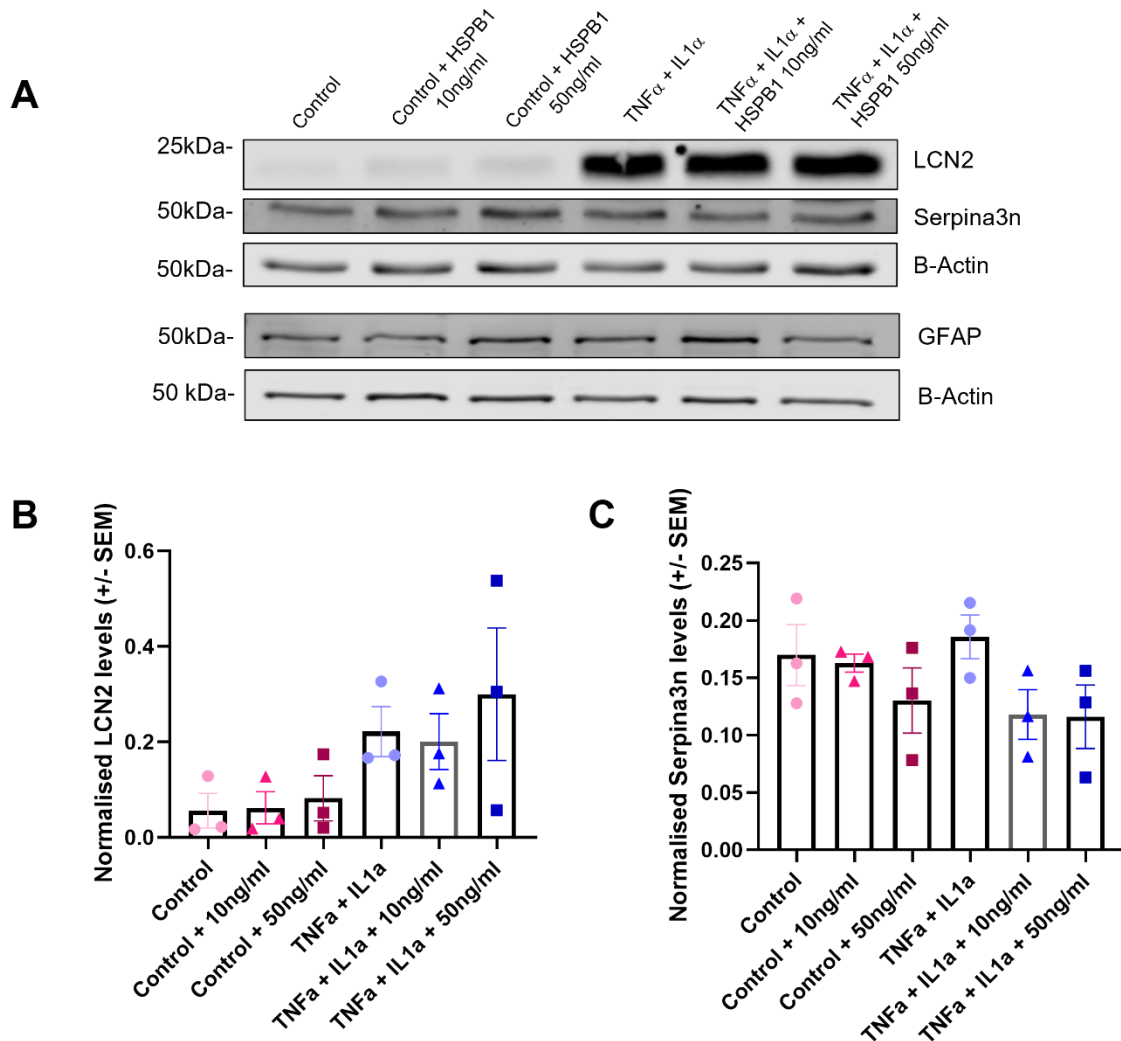 A
Control
Control + HSPB1
10ng/ml
Control + HSPB1
50ng/ml
TNFα + IL1α
TNFα + IL1α +
HSPB1 10ng/ml
TNFα + IL1α +
HSPB1 50ng/ml
25kDa-
LCN2
50kDa-
Serpina3n
50kDa-
B-Actin
50kDa-
GFAP
50 kDa-
B-Actin
B
Normalised LCN2 levels (+/- SEM)
0.6
0.4
0.2
0.0
Control
Control + 10ng/ml
Control + 50ng/ml
TNFa + IL1a
TNFa + IL1a + 10ng/ml
TNFa + IL1a + 50ng/ml
C
Normalised Serpina3n levels (+/- SEM)
0.25
0.20
0.15
0.10
0.05
0.00
Control
Control + 10ng/ml
Control + 50ng/ml
TNFa + IL1a
TNFa + IL1a + 10ng/ml
TNFa + IL1a + 50ng/ml